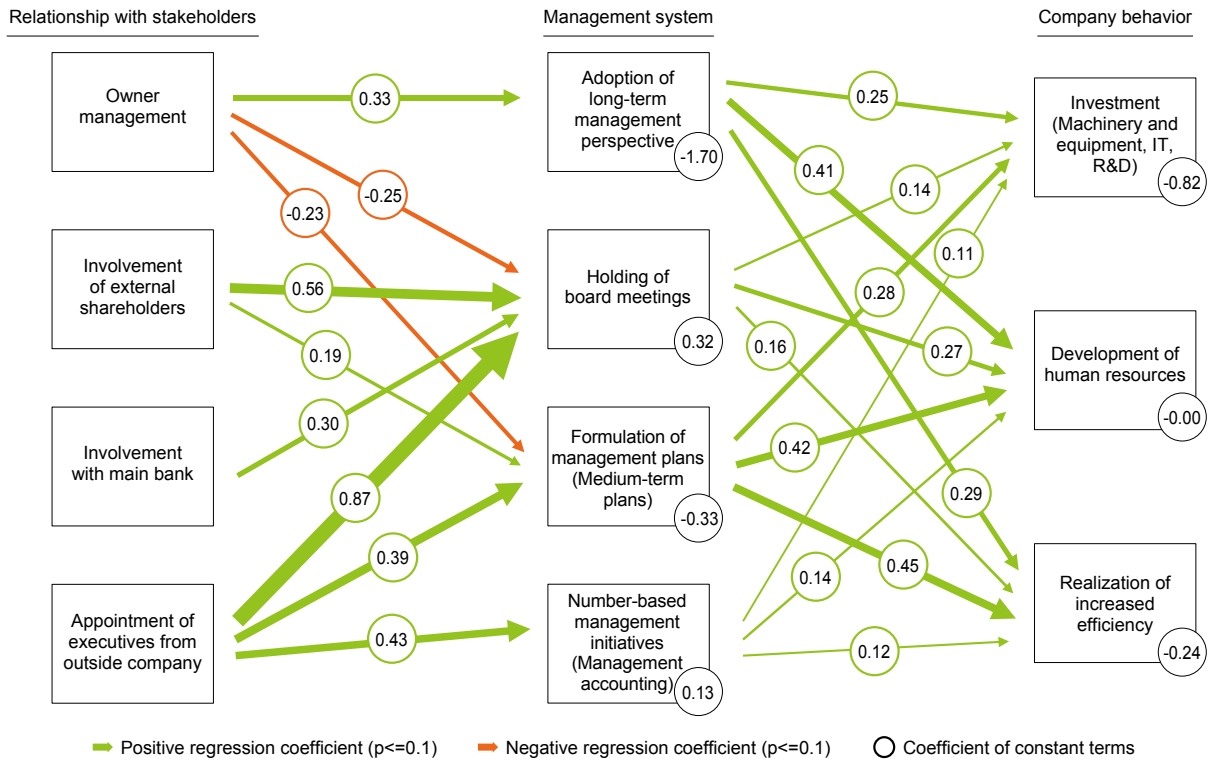 Relationship with stakeholders
Management system
Company behavior
Owner
management
Involvement
of external
shareholders
Involvement
with main bank
Appointment of
executives from
outside company
0.33
-0.25
-0.23
0.56
0.19
0.30
0.87
0.39
0.43
Adoption of
long-term
management
perspective
-1.70
Holding of
board meetings
0.32
Formulation of
management plans
(Medium-term
plans)
-0.33
Number-based
management
initiatives
(Management
accounting)
0.13
0.25
0.41
0.14
0.11
0.28
0.27
0.16
0.42
0.29
0.45
0.14
0.12
Investment
(Machinery and
equipment, IT,
R&D)
-0.82
Development of
human resources
-0.00
Realization of
increased
efficiency
-0.24
Positive regression coefficient (p<=0.1)
Negative regression coefficient (p<=0.1)
Coefficient of constant terms